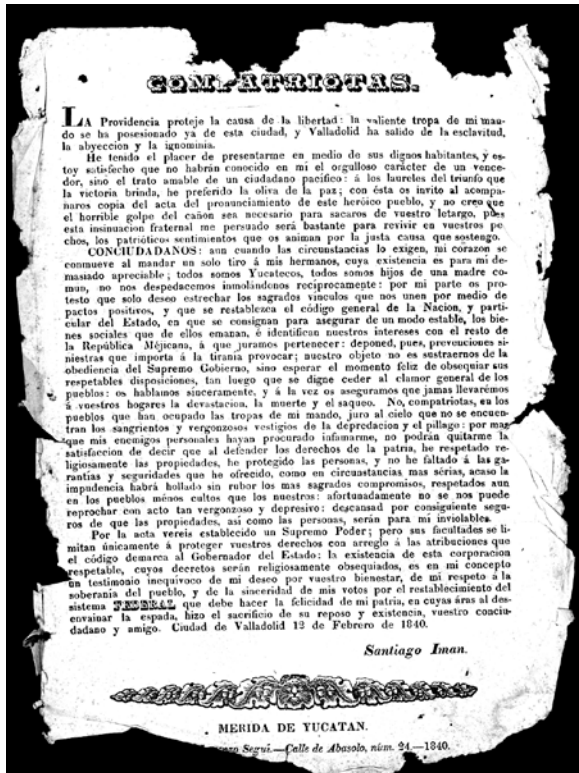 COMPATRIOTAS.
LA Providencia proteje la causa de la libertad: la valiente tropa de mi man-
do se ha posesionado ya de esta ciudad, y Valladolid ha salido de la esclavitud,
la abyeccion y la ignominia.
He tenido el placer de presentarme en medio de sus dignos habitantes, y es-
toy satisfecho que no habrán conocido en mi el orgulloso carácter de un vence-
dor, sinó el trato amable de un ciudadano pacífico: á los laureles del triunfo que
la victoria brinda, he preferido la oliva de la paz; con ésta os invito al acompa-
ñaros copia del acta del pronunciamiento de este heróico pueblo, y no creo que
el horrible golpe del cañon sea necesario para sacaros de vuestro letargo, pues
esta insinuacion fraternal me persuado será bastante para revivir en vuestros pe
chos, los patrióticos sentimientos que os animan por la justa causa que sostengo.
CONCIUDADANOS: aun cuando las circunstancias lo exigen, mi corazon se
conmueve al mandar un solo tiro á mis hermanos, cuya existencia es para mi de-
masiado apreciable; todos somos Yucatecos, todos somos hijos de una madre co-
mun, no nos despedacemos inmolándonos reciprocamente: por mi parte os pro-
testo que solo deseo estrechar los sagrados vinculos que nos unen por medio de
pactos positivos, y que se restablezca el código general de la Nacion, y parti-
cular del Estado, en que se consignan para asegurar de un modo estable, los bie-
nes sociales que de ellos emanan, é identifican nuestros intereses con el resto de
la República Méjicana, á que juramos pertenecer: deponed, pues, prevenciones si-
niestras que importa á la tirania provocar; nuestro objeto no es sustraernos de la
obediencia del Supremo Gobierno, sino esperar el momento feliz de obsequiar sus
respetables disposiciones, tan luego que se digne ceder al clamor general de los
pueblos: os hablamos sinceramente, y á la vez os aseguramos que jamas llevarémos
á vuestros hogares la devastacion, la muerte y el saqueo. No, compatriotas, en los
pueblos que han ocupado las tropas de mi mando, juro al cielo que no se encuen-
tran los sangrientos y vergonzosos vestigios de la depredacion y el pillago: por mas
que mis enemigos personales hayan procurado infamarme, no podrán quitarme la
satisfaccion de decir que al defender los derechos de la patria, he respetado re-
ligiosamente las propiedades, he protegido las personas, y no he faltado á las ga-
rantías y seguridades que he ofrecido, como en circunstancias mas sérias, acaso la
impudencia habrá hollado sin rubor los mas sagrados compromisos, respetados aun
en los pueblos ménos cultos que los nuestros: afortunadamente no se nos puede
reprochar con acto tan vergonzoso y depresivo: descansad por consiguiente segu-
ros de que las propiedades, asi como las personas, serán para mi inviolables.
Por la acta vereis establecido un Supremo Poder; pero sus facultades se li-
mitan únicamente á proteger vuestros derechos con arreglo á las atribuciones que
el código demarca al Gobernador del Estado: la existencia de esta corporacion
respetable, cuyos decretos serán religiosamente obsequiados, es en mi concepto
un testimonio inequivoco de mi deseo por vuestro bienestar, de mi respeto á la
soberania del pueblo, y de la sinceridad de mis votos por el restablecimiento del
sistema FEDERAL que debe hacer la felicidad de mi patria, en cuyas áras al des-
envainar la espada, hizo el sacrificio de su reposo y existencia, vuestro conciu-
dadano y amigo. Ciudad de Valladolid 12 de Febrero de 1840.
Santiago Iman.
MERIDA DE YUCATAN.
Seguí.—Calle de Abasolo, núm. 24.—1840.